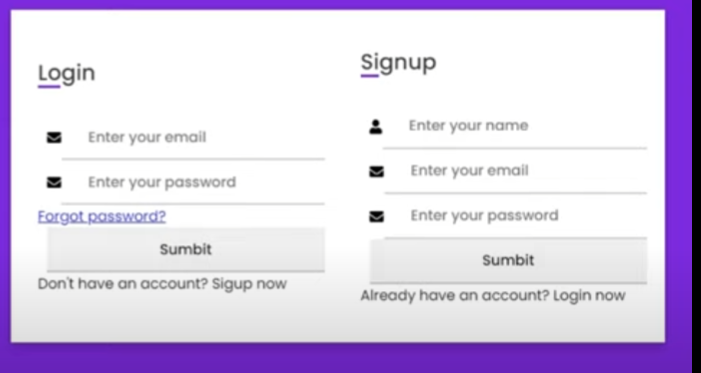 Login
Enter your email
Enter your password
Forgot password?
Sumbit
Don't have an account? Sigup now
Signup
Enter your name
Enter your email
Enter your password
Sumbit
Already have an account? Login now